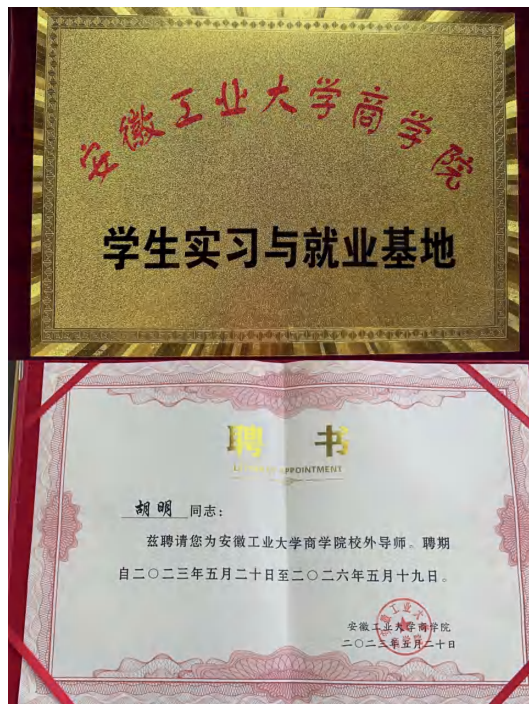 安徽工业大学商学院
学生实习与就业基地
聘 书
APPOINTMENT
胡明 同志：
兹聘请您为安徽工业大学商学院校外导师。聘期
自二〇二三年五月二十日至二〇二六年五月十九日。
安徽工业大学商学院
二〇二三年五月二十日